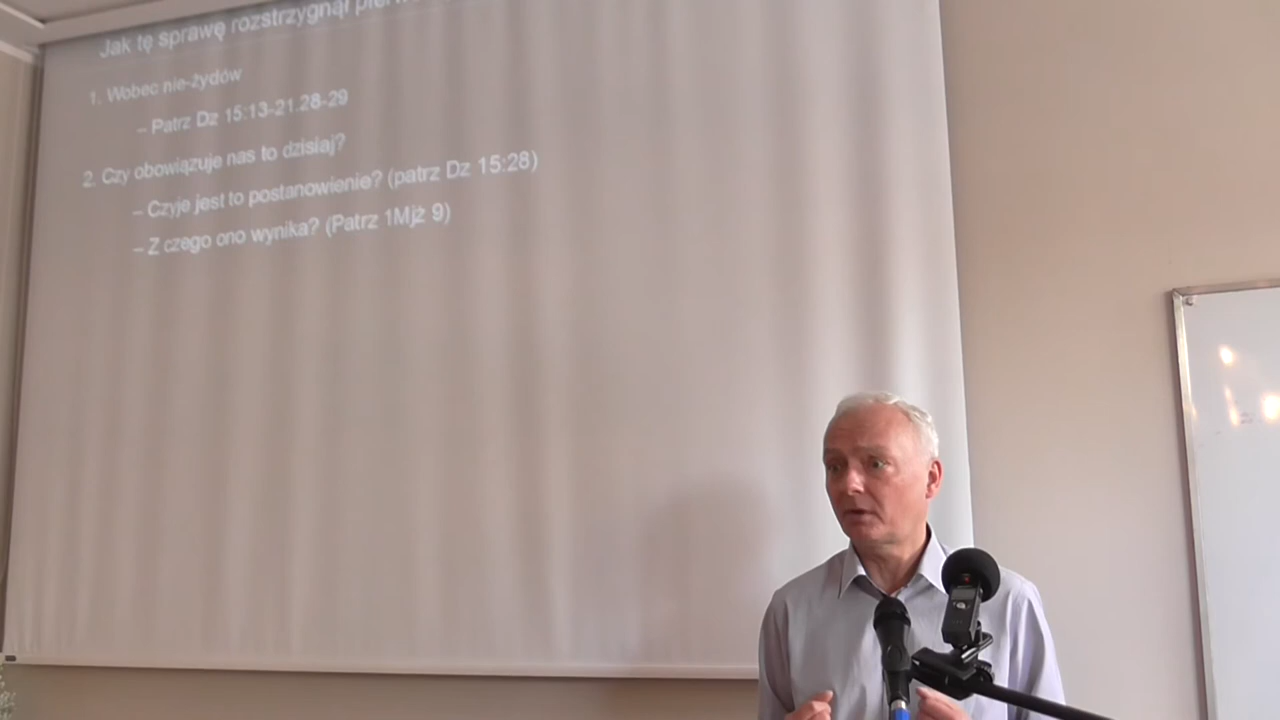 Jak tę sprawę rozstrzygnął
1. Wobec nie-żydów
– Patrz Dz 15:13-21.28-29
2. Czy obowiązuje nas to dzisiaj?
– Czyje jest to postanowienie? (patrz Dz 15:28)
– Z czego ono wynika? (Patrz 1Mjż 9)